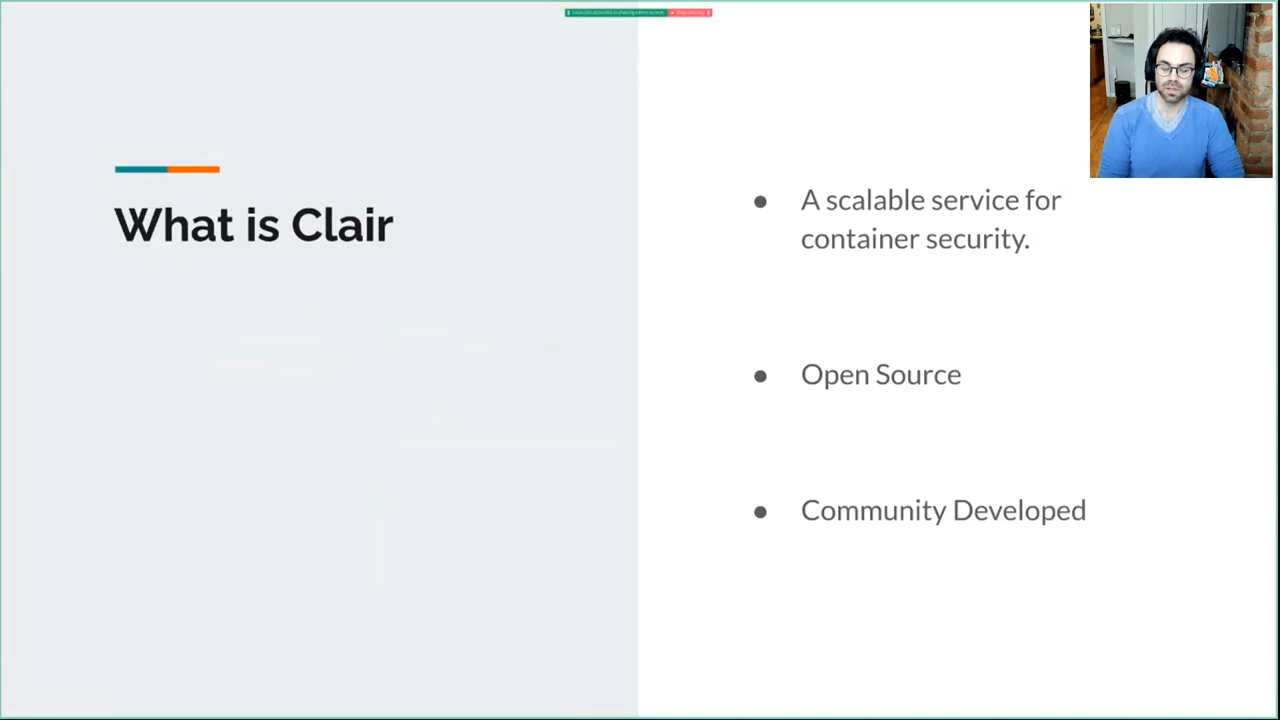 What is Clair
● A scalable service for
container security.
● Open Source
● Community Developed